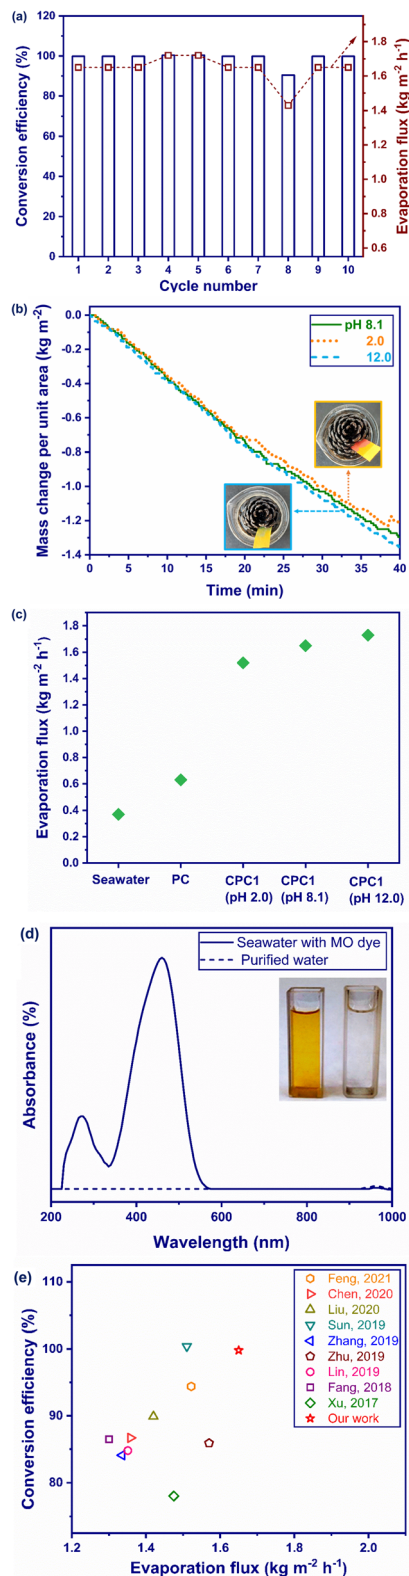 (a)
120
100
80
60
40
20
0
Conversion efficiency (%)
1.8
1.6
1.4
1.2
1.0
0.8
0.6
Evaporation flux (kg m⁻² h⁻¹)
1 2 3 4 5 6 7 8 9 10
Cycle number
(b)
0.0
-0.2
-0.4
-0.6
-0.8
-1.0
-1.2
-1.4
Mass change per unit area (kg m⁻²)
pH 8.1
2.0
12.0
0 5 10 15 20 25 30 35 40
Time (min)
(c)
1.8
1.6
1.4
1.2
1.0
0.8
0.6
0.4
0.2
0.0
Evaporation flux (kg m⁻² h⁻¹)
Seawater PC CPC1 CPC1 CPC1
(pH 2.0) (pH 8.1) (pH 12.0)
(d)
Seawater with MO dye
Purified water
Absorbance (%)
200 400 600 800 1000
Wavelength (nm)
(e)
110
100
90
80
Conversion efficiency (%)
Feng, 2021
Chen, 2020
Liu, 2020
Sun, 2019
Zhang, 2019
Zhu, 2019
Lin, 2019
Fang, 2018
Xu, 2017
Our work
1.2 1.4 1.6 1.8 2.0
Evaporation flux (kg m⁻² h⁻¹)